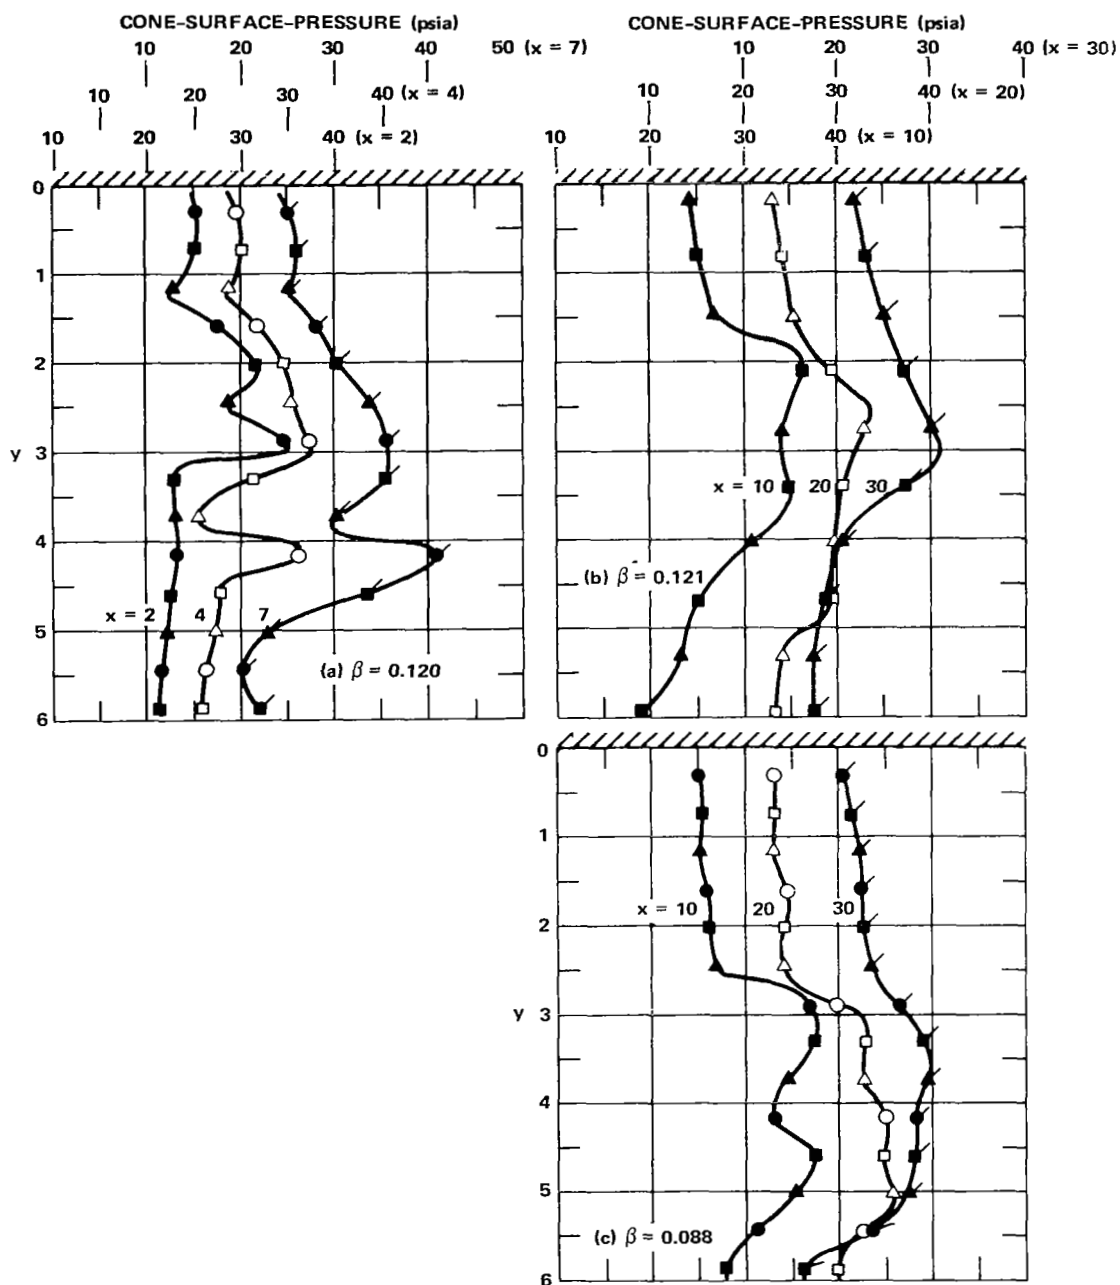 CONE-SURFACE-PRESSURE (psia) CONE-SURFACE-PRESSURE (psia)
10 20 30 40 50 (x = 7) 10 20 30 40 (x = 30)
10 20 30 40 (x = 4) 10 20 30 40 (x = 20)
10 20 30 40 (x = 2) 10 20 30 40 (x = 10)
0
1
2
y
3
x = 10 20 30
4
(b) β = 0.121
x = 2 4 7
5
(a) β = 0.120
6
0
1
x = 10 20 30
2
y 3
4
5
(c) β = 0.088
6